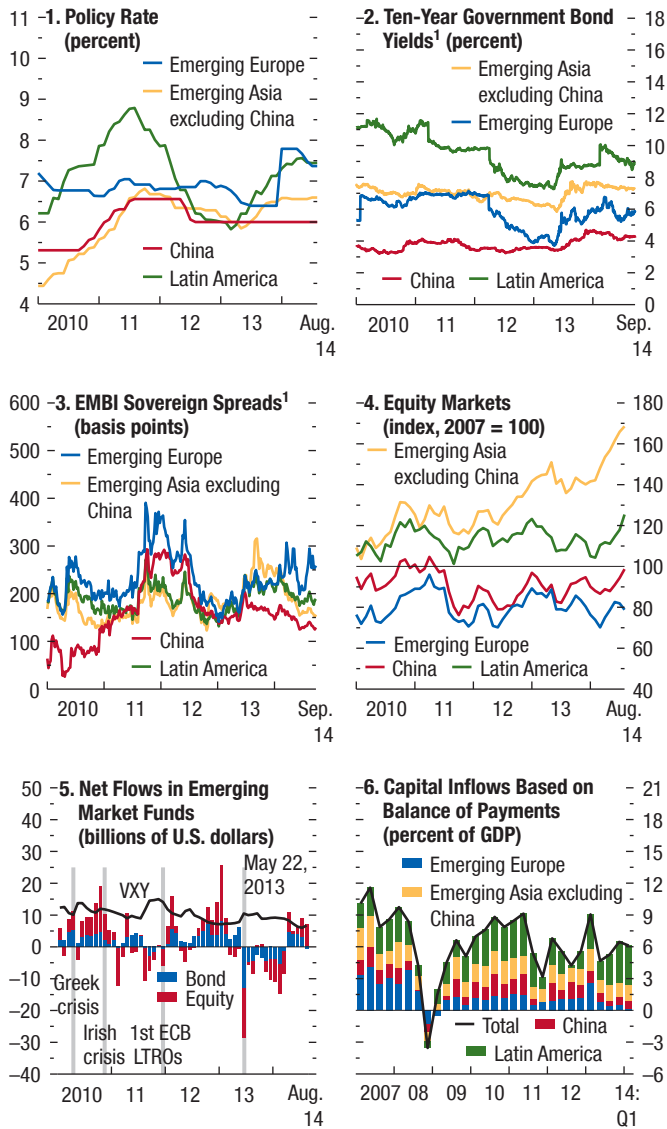 1. Policy Rate
(percent)
11
10
9
8
7
6
5
4
Emerging Europe
Emerging Asia
excluding China
China
Latin America
2010
11
12
13
Aug.
14
2. Ten-Year Government Bond
Yields¹ (percent)
18
16
14
12
10
8
6
4
2
0
Emerging Asia
excluding China
Emerging Europe
China
Latin America
2010
11
12
13
Sep.
14
3. EMBI Sovereign Spreads¹
(basis points)
600
500
400
300
200
100
0
Emerging Europe
Emerging Asia excluding
China
China
Latin America
2010
11
12
13
Sep.
14
4. Equity Markets
(index, 2007 = 100)
180
160
140
120
100
80
60
40
Emerging Asia
excluding China
Emerging Europe
China
Latin America
2010
11
12
13
Aug.
14
5. Net Flows in Emerging
Market Funds
(billions of U.S. dollars)
50
40
30
20
10
0
–10
–20
–30
–40
May 22,
2013
VXY
Greek
crisis
Bond
Equity
Irish
crisis
1st ECB
LTROs
2010
11
12
13
Aug.
14
6. Capital Inflows Based on
Balance of Payments
(percent of GDP)
21
18
15
12
9
6
3
0
–3
–6
Emerging Europe
Emerging Asia excluding
China
Total
China
Latin America
2007
08
09
10
11
12
14:
Q1